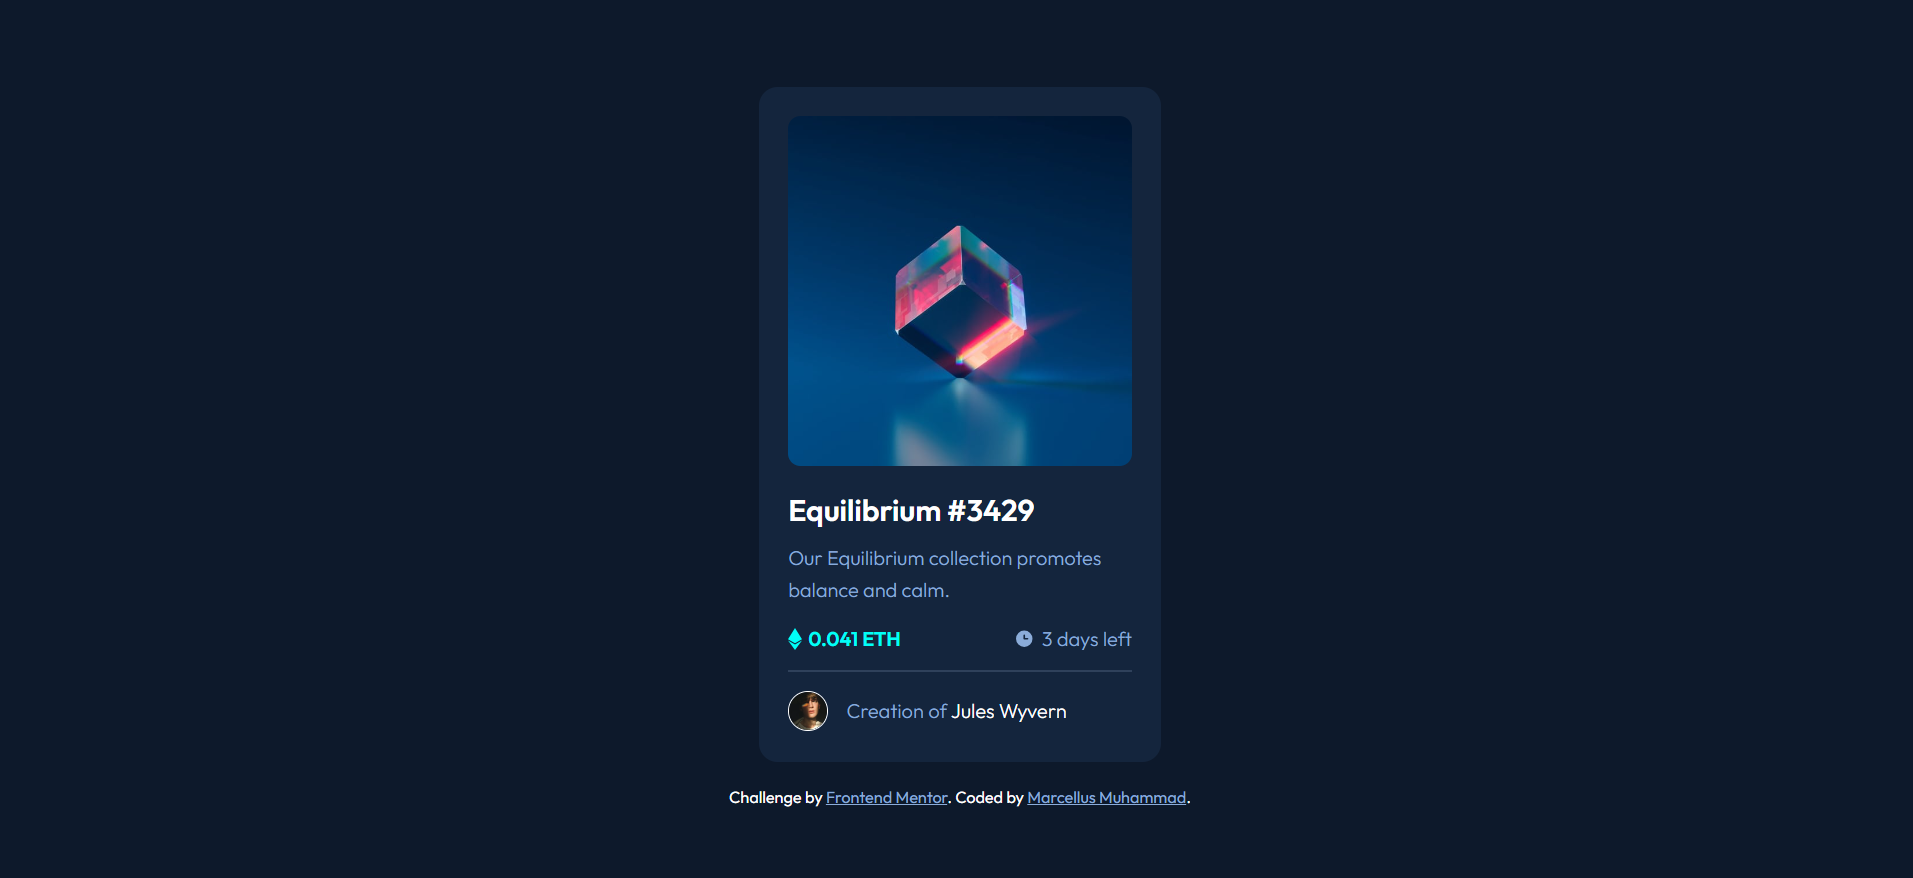 Equilibrium #3429
Our Equilibrium collection promotes
balance and calm.
0.041 ETH
3 days left
Creation of Jules Wyvern
Challenge by Frontend Mentor. Coded by Marcellus Muhammad.